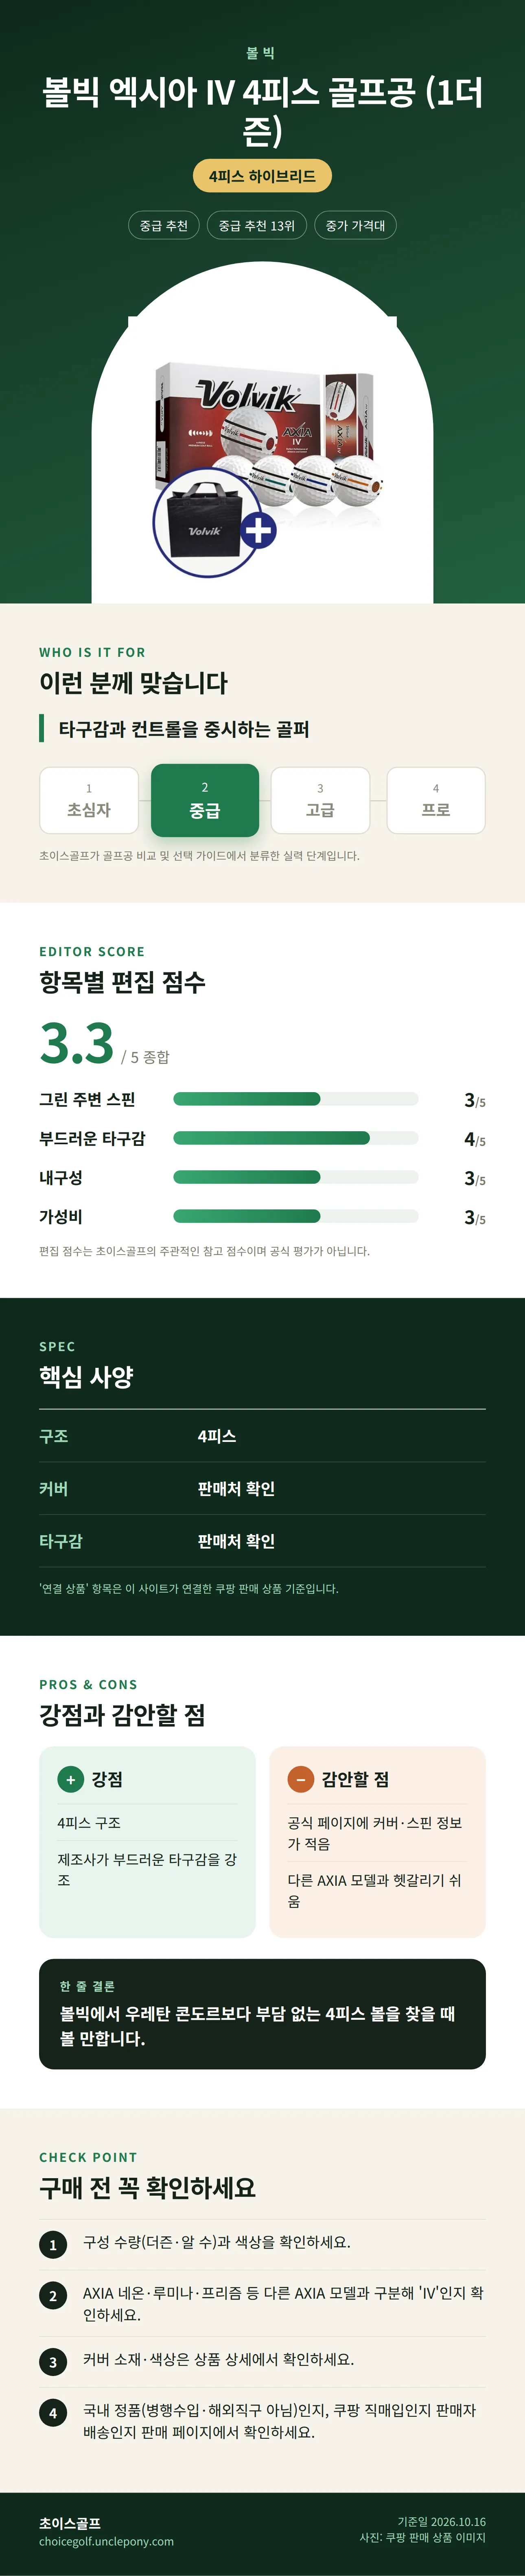 볼빅
볼빅 엑시아 IV 4피스 골프공 (1더
즌)
4피스 하이브리드
중급 추천
중급 추천 13위
중가 가격대
Volvik
AXIA
IV
AXIA IV
Volvik
WHO IS IT FOR
이런 분께 맞습니다
타구감과 컨트롤을 중시하는 골퍼
1
초심자
2
중급
3
고급
4
프로
초이스골프가 골프공 비교 및 선택 가이드에서 분류한 실력 단계입니다.
EDITOR SCORE
항목별 편집 점수
3.3 / 5 종합
그린 주변 스핀 3/5
부드러운 타구감 4/5
내구성 3/5
가성비 3/5
편집 점수는 초이스골프의 주관적인 참고 점수이며 공식 평가가 아닙니다.
SPEC
핵심 사양
구조 4피스
커버 판매처 확인
타구감 판매처 확인
'연결 상품' 항목은 이 사이트가 연결한 쿠팡 판매 상품 기준입니다.
PROS & CONS
강점과 감안할 점
+ 강점
4피스 구조
제조사가 부드러운 타구감을 강
조
− 감안할 점
공식 페이지에 커버·스핀 정보
가 적음
다른 AXIA 모델과 헷갈리기 쉬
움
한 줄 결론
볼빅에서 우레탄 콘도르보다 부담 없는 4피스 볼을 찾을 때
볼 만합니다.
CHECK POINT
구매 전 꼭 확인하세요
1 구성 수량(더즌·알 수)과 색상을 확인하세요.
2 AXIA 네온·루미나·프리즘 등 다른 AXIA 모델과 구분해 'IV'인지 확
인하세요.
3 커버 소재·색상은 상품 상세에서 확인하세요.
4 국내 정품(병행수입·해외직구 아님)인지, 쿠팡 직매입인지 판매자
배송인지 판매 페이지에서 확인하세요.
초이스골프
choicegolf.unclepony.com
기준일 2026.10.16
사진: 쿠팡 판매 상품 이미지